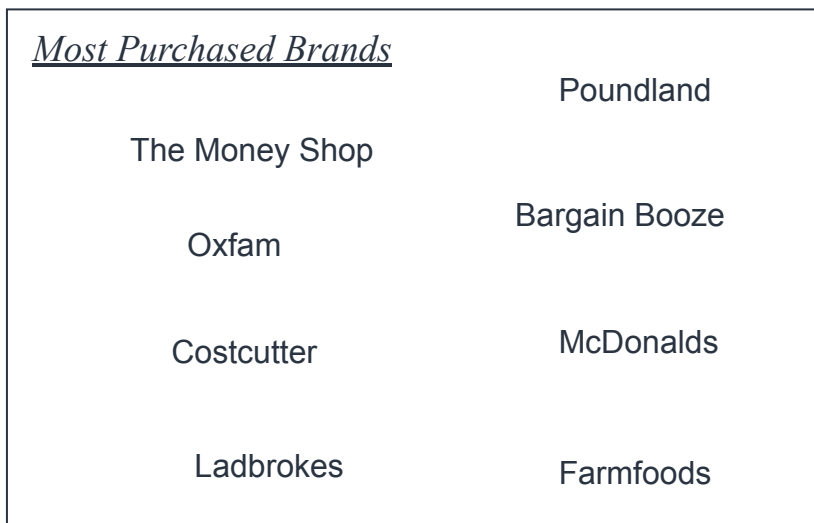 Most Purchased Brands
Poundland
The Money Shop
Bargain Booze
Oxfam
McDonalds
Costcutter
Ladbrokes
Farmfoods